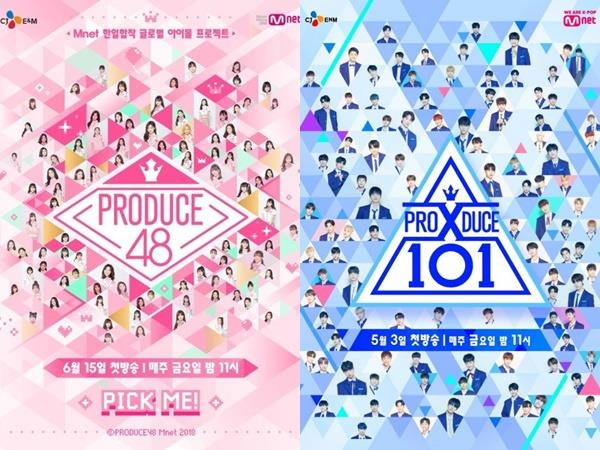 CJ E&M
Mnet
Mnet 한일합작 글로벌 아이돌 프로젝트
PRODUCE
48
6월 15일 첫방송 | 매주 금요일 밤 11시
PICK ME!
©PRODUCE48 Mnet 2018
CJ ENM
WE ARE K-POP
Mnet
PRO X DUCE
101
5월 3일 첫방송 | 매주 금요일 밤 11시